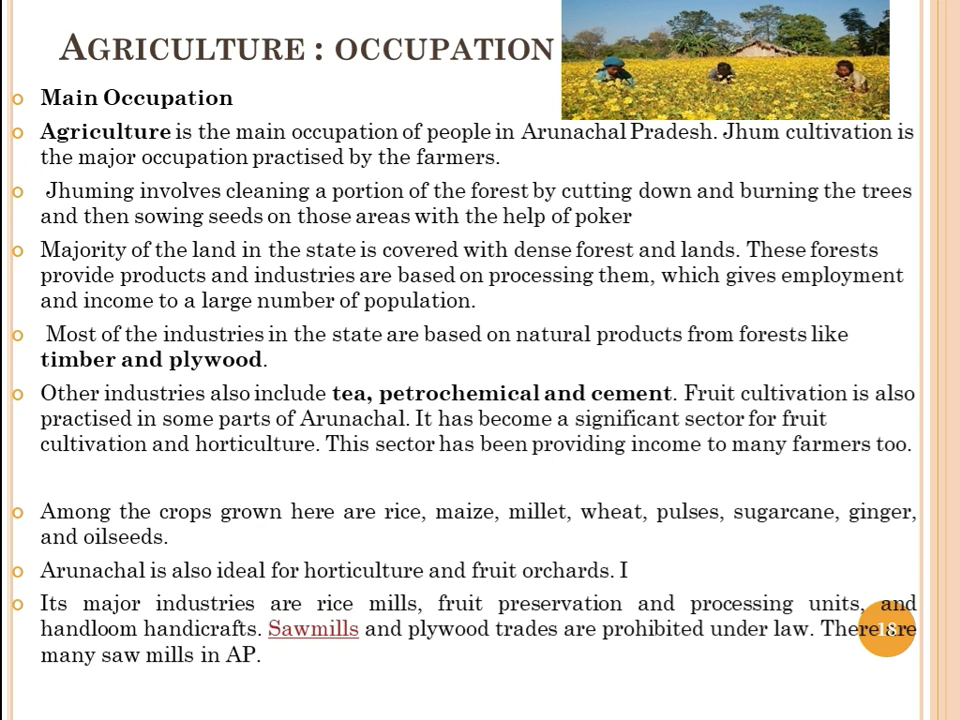 AGRICULTURE : OCCUPATION
Main Occupation
Agriculture is the main occupation of people in Arunachal Pradesh. Jhum cultivation is
the major occupation practised by the farmers.
Jhuming involves cleaning a portion of the forest by cutting down and burning the trees
and then sowing seeds on those areas with the help of poker
Majority of the land in the state is covered with dense forest and lands. These forests
provide products and industries are based on processing them, which gives employment
and income to a large number of population.
Most of the industries in the state are based on natural products from forests like
timber and plywood.
Other industries also include tea, petrochemical and cement. Fruit cultivation is also
practised in some parts of Arunachal. It has become a significant sector for fruit
cultivation and horticulture. This sector has been providing income to many farmers too.
Among the crops grown here are rice, maize, millet, wheat, pulses, sugarcane, ginger,
and oilseeds.
Arunachal is also ideal for horticulture and fruit orchards. I
Its major industries are rice mills, fruit preservation and processing units, and
handloom handicrafts. Sawmills and plywood trades are prohibited under law. There are
many saw mills in AP.
18